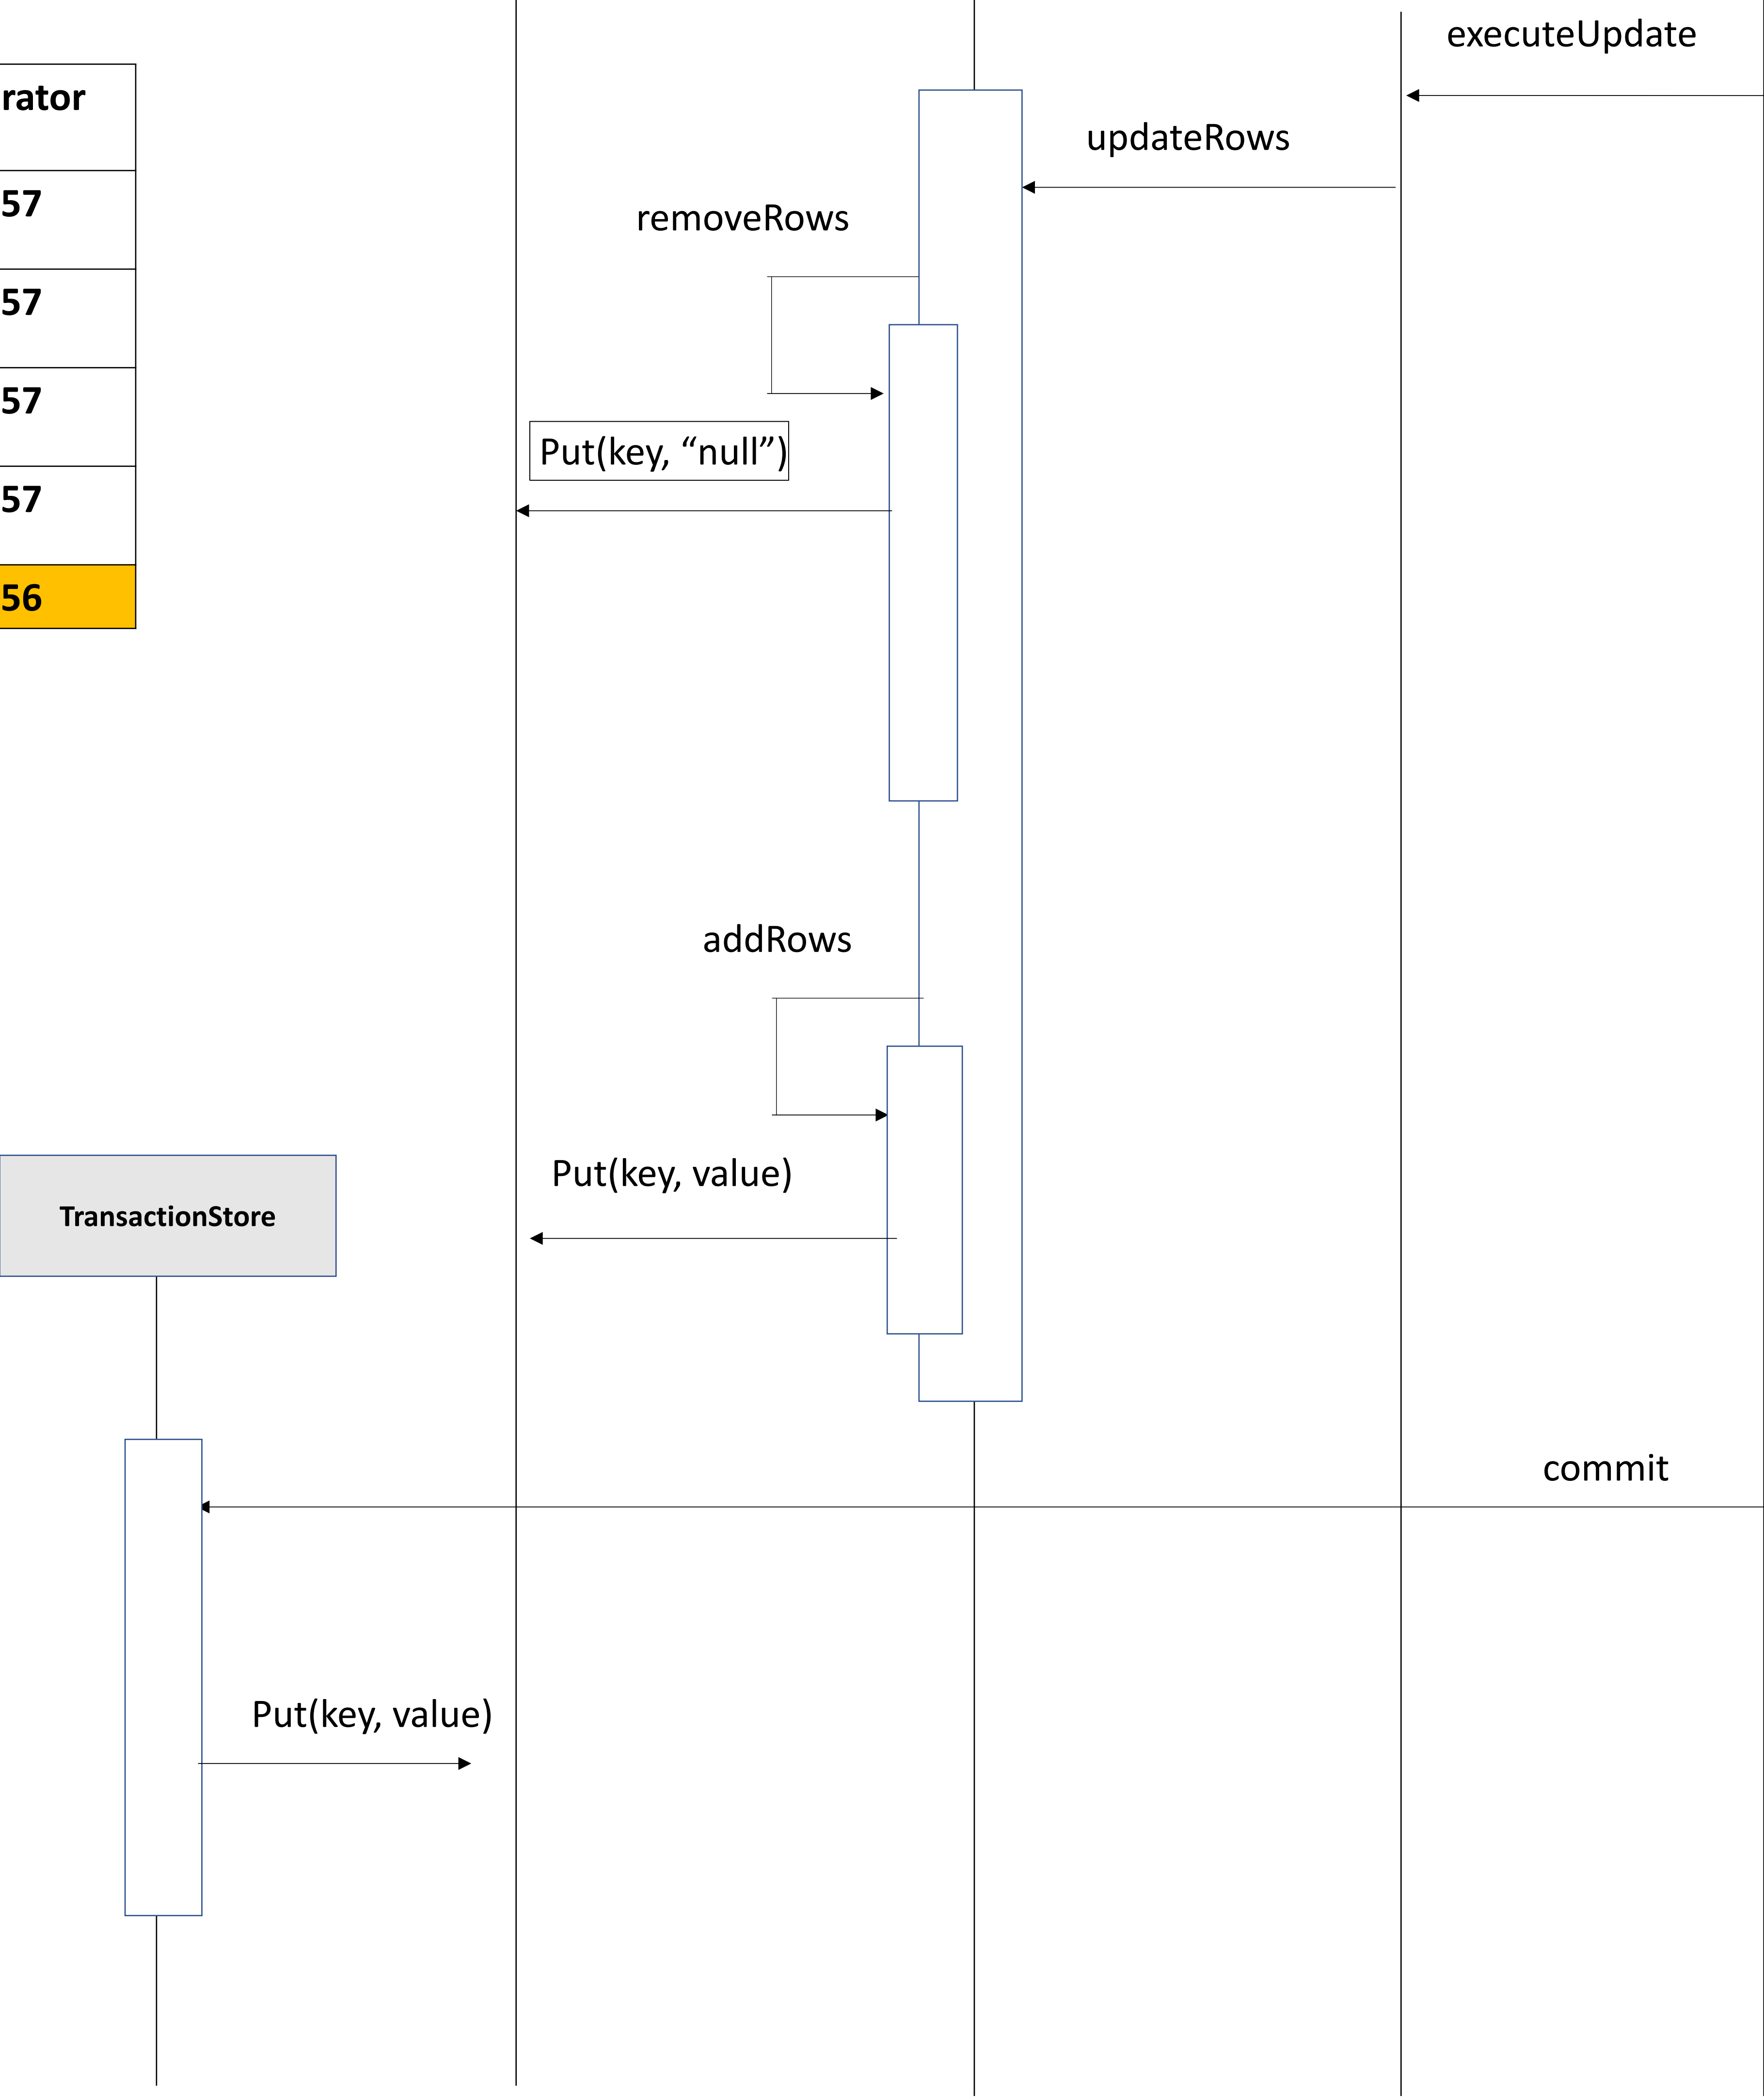 executeUpdate
rator
updateRows
57
removeRows
57
57
Put(key, “null”)
57
56
addRows
Put(key, value)
TransactionStore
commit
Put(key, value)